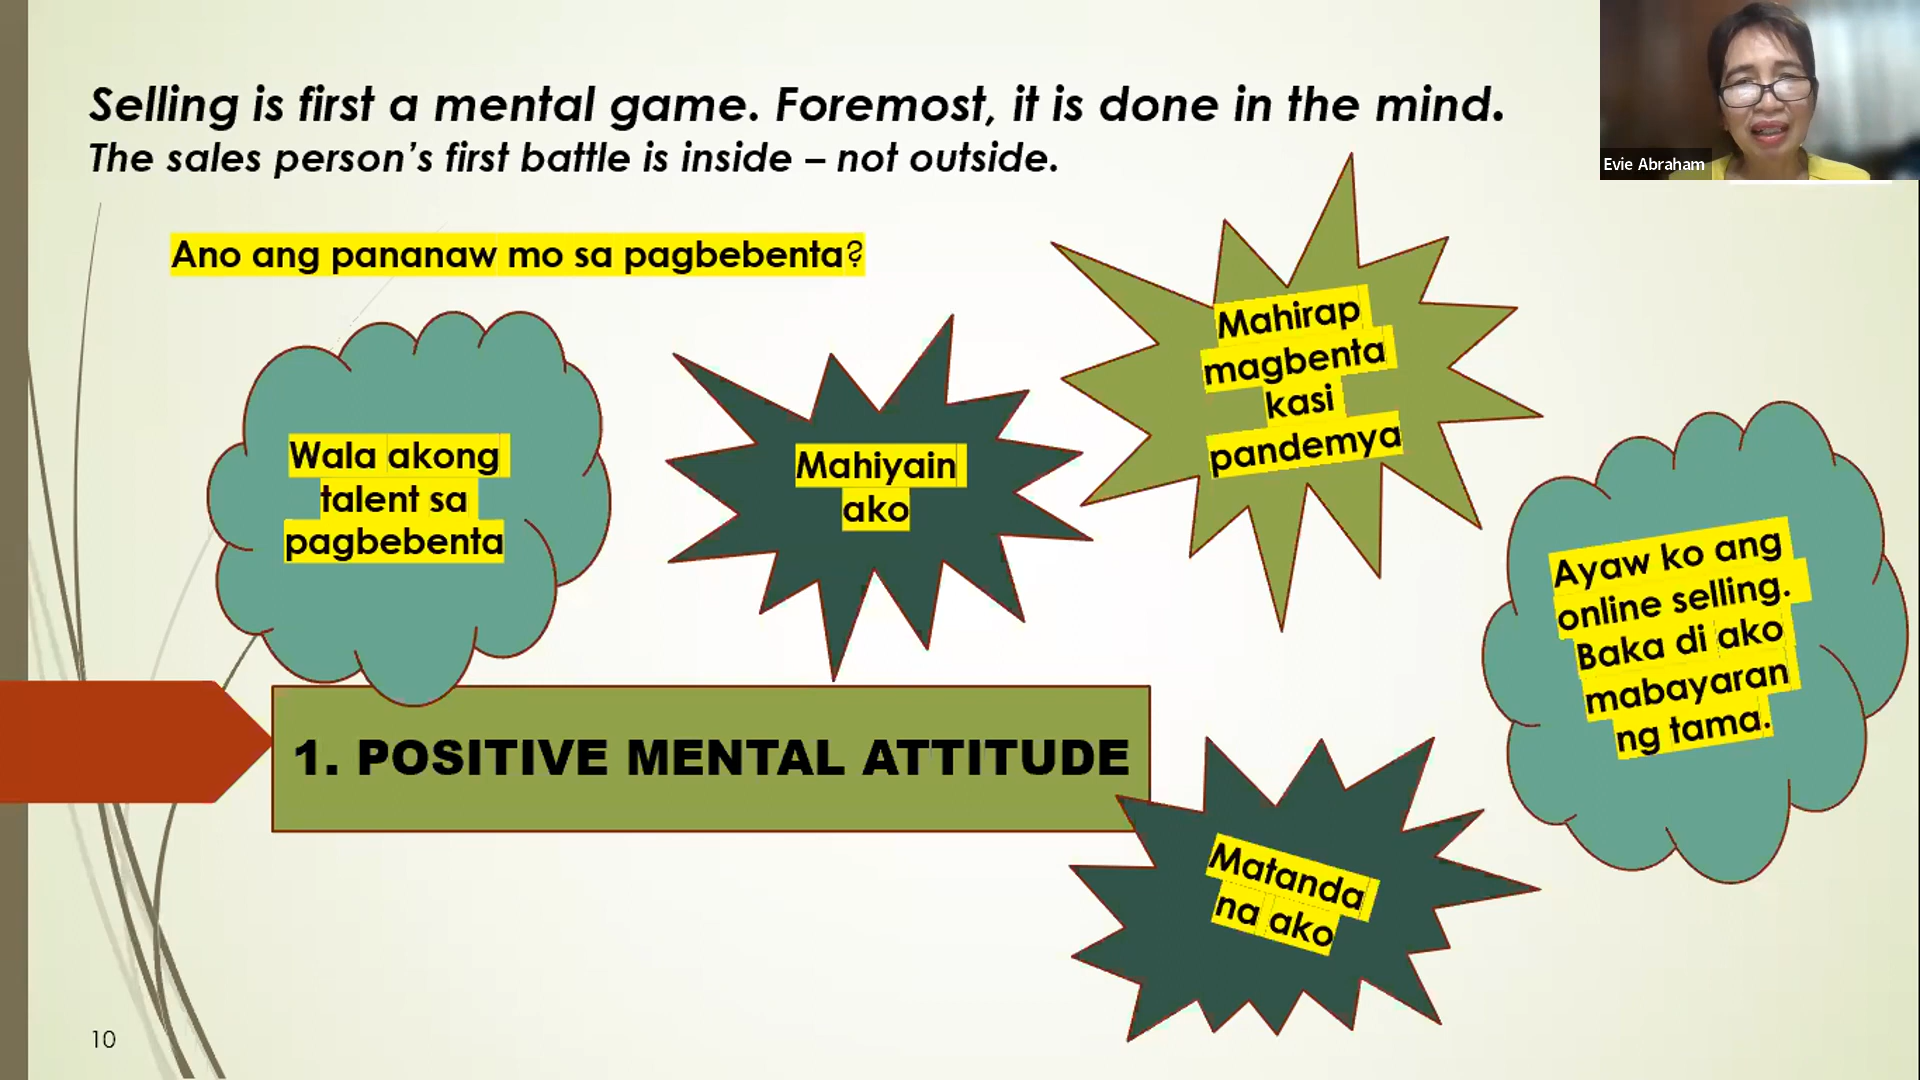 Selling is first a mental game. Foremost, it is done in the mind.
The sales person’s first battle is inside – not outside.
Evie Abraham
Ano ang pananaw mo sa pagbebenta?
Wala akong
talent sa
pagbebenta
Mahiyain
ako
Mahirap
magbenta
kasi
pandemya
Ayaw ko ang
online selling.
Baka di ako
mabayaran
ng tama.
1. POSITIVE MENTAL ATTITUDE
Matanda
na ako
10